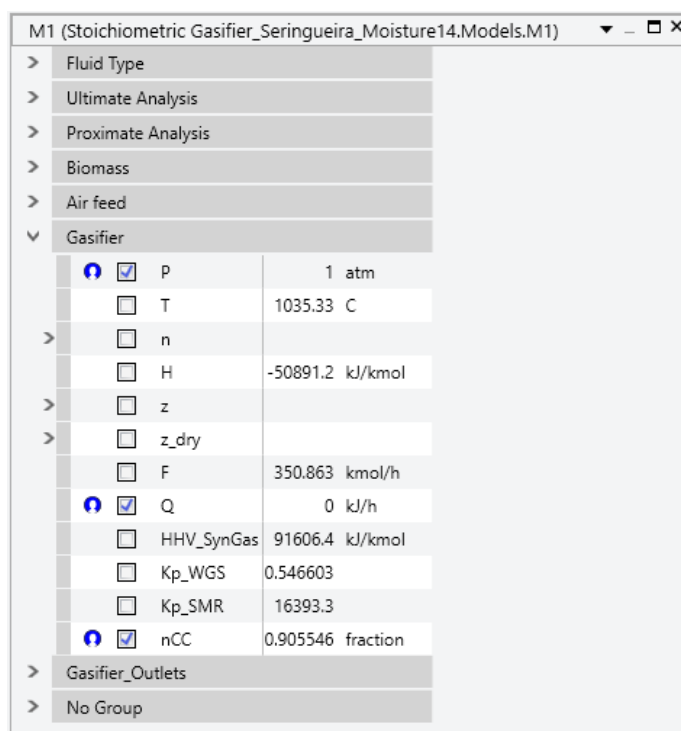 M1 (Stoichiometric Gasifier_Seringueira_Moisture14.Models.M1)
Fluid Type
Ultimate Analysis
Proximate Analysis
Biomass
Air feed
Gasifier
P 1 atm
T 1035.33 C
n
H -50891.2 kJ/kmol
z
z_dry
F 350.863 kmol/h
Q 0 kJ/h
HHV_SynGas 91606.4 kJ/kmol
Kp_WGS 0.546603
Kp_SMR 16393.3
nCC 0.905546 fraction
Gasifier_Outlets
No Group